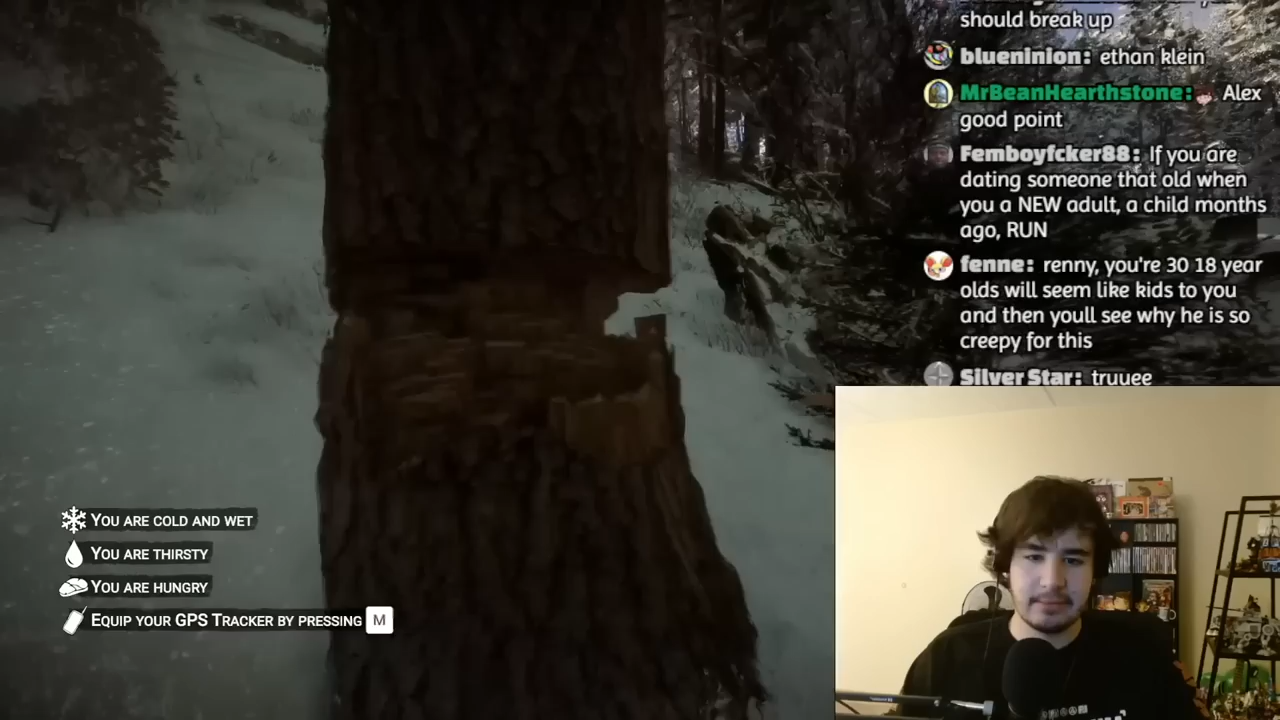 should break up
blueninion: ethan klein
MrBeanHearthstone: Alex
good point
Femboyfcker88: If you are
dating someone that old when
you a NEW adult, a child months
ago, RUN
fenne: renny, you're 30 18 year
olds will seem like kids to you
and then youll see why he is so
creepy for this
Silver Star: truuee
YOU ARE COLD AND WET
YOU ARE THIRSTY
YOU ARE HUNGRY
EQUIP YOUR GPS TRACKER BY PRESSING M